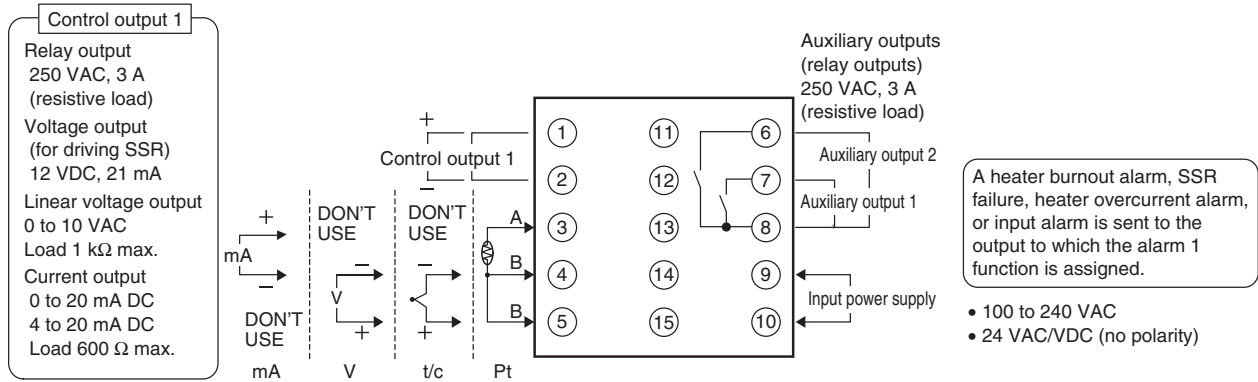 Control output 1
Relay output
250 VAC, 3 A
(resistive load)
Voltage output
(for driving SSR)
12 VDC, 21 mA
Linear voltage output
0 to 10 VAC
Load 1 kΩ max.
Current output
0 to 20 mA DC
4 to 20 mA DC
Load 600 Ω max.
+
mA
−
DON'T
USE
mA
DON'T
USE
−
V
+
V
+
Control output 1
−
DON'T
USE
−
+
t/c
A
B
B
Pt
1
2
3
4
5
11
12
13
14
15
6
7
8
9
10
Auxiliary outputs
(relay outputs)
250 VAC, 3 A
(resistive load)
Auxiliary output 2
Auxiliary output 1
Input power supply
A heater burnout alarm, SSR
failure, heater overcurrent alarm,
or input alarm is sent to the
output to which the alarm 1
function is assigned.
• 100 to 240 VAC
• 24 VAC/VDC (no polarity)